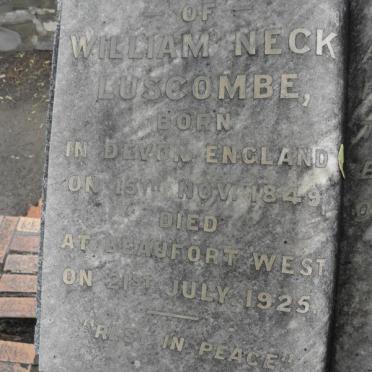 OF
WILLIAM NECK
LUSCOMBE,
BORN
IN DEVON ENGLAND
ON 15TH NOV. 1849
DIED
AT BEAUFORT WEST
ON 21ST JULY 1925.
"REST IN PEACE"